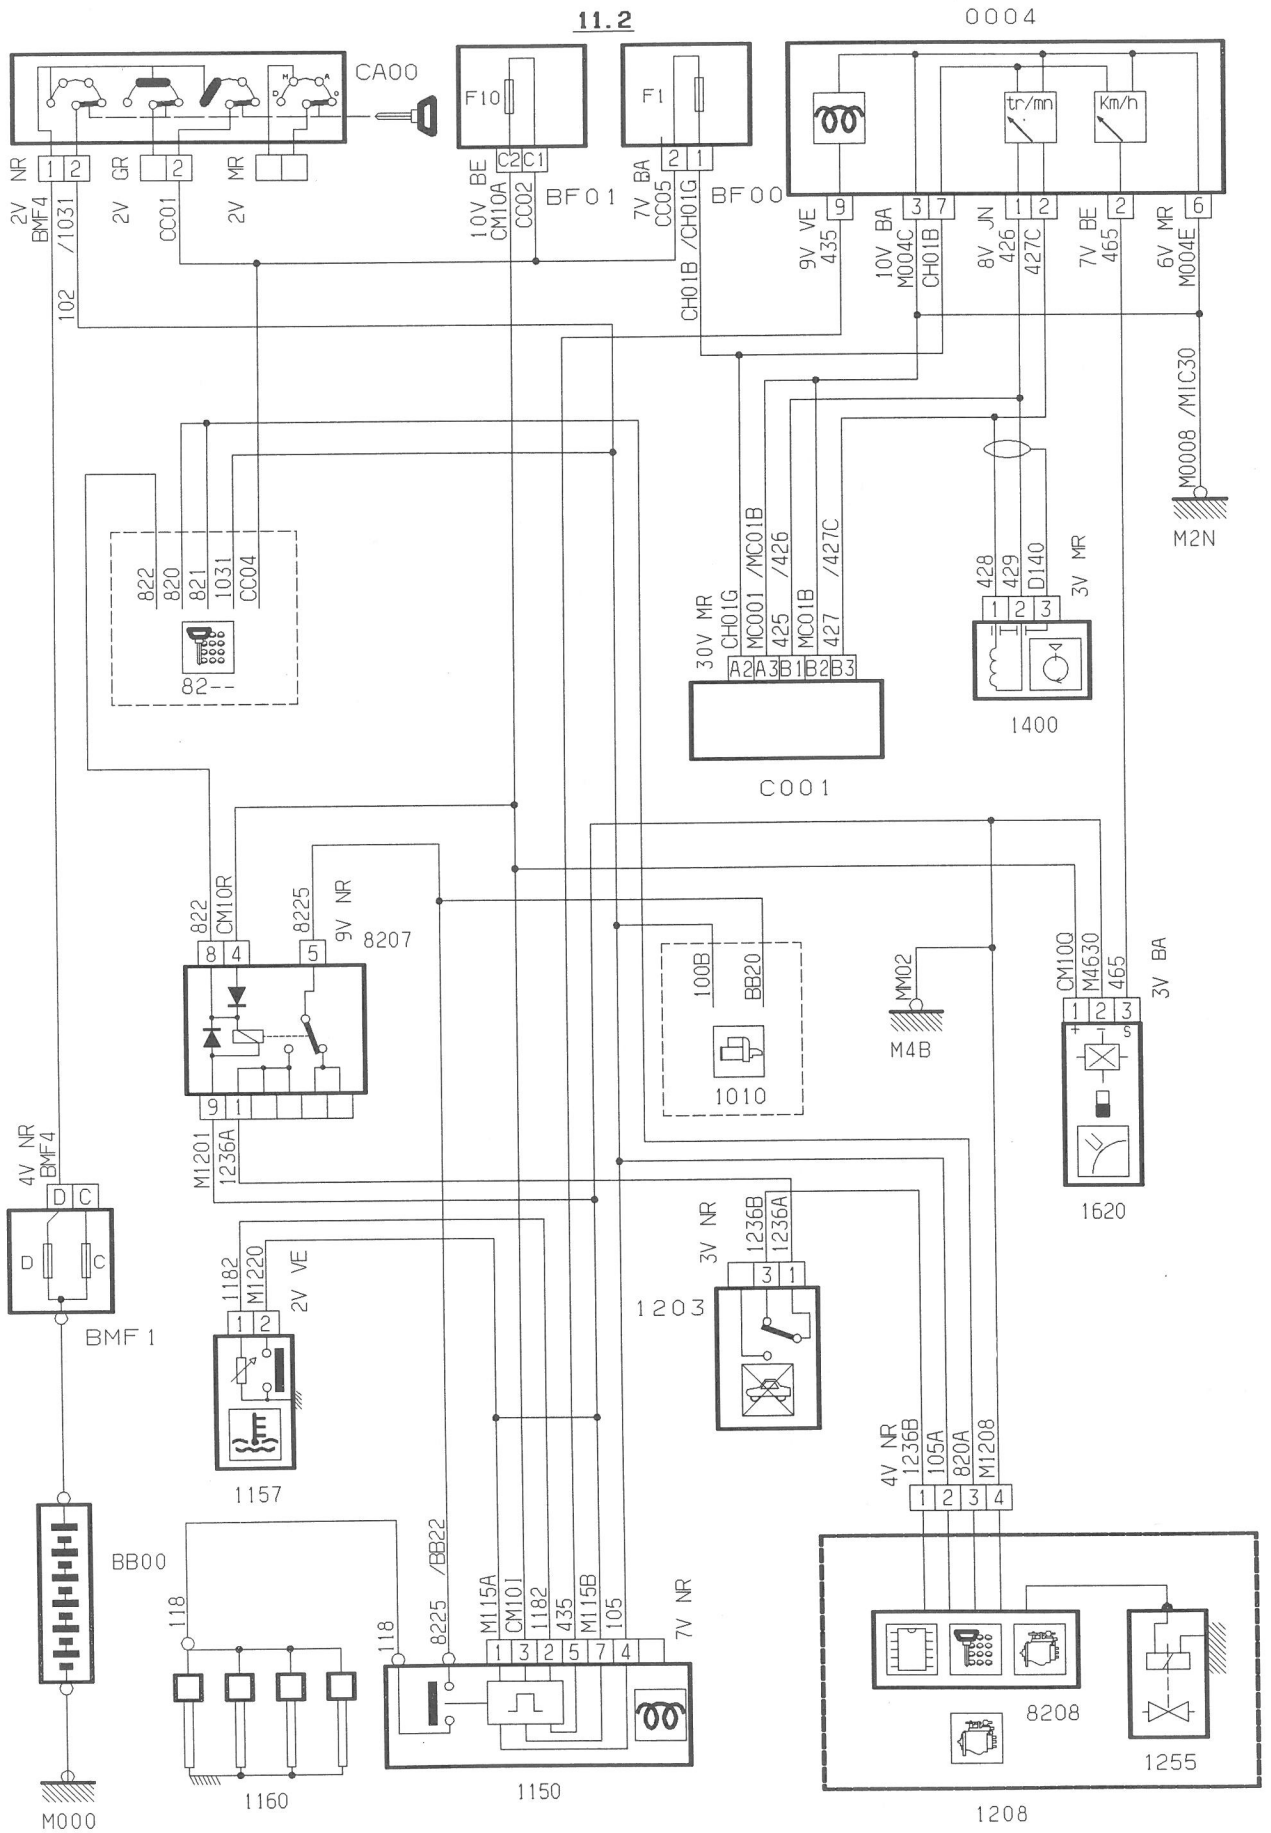 11.2
0004
CA00
M
A
D
O
F10
F1
tr/mn
Km/h
1
2
2
C2
C1
2
1
BF01
BF00
9
3
7
1
2
2
6
2V NR
BMF4
/1031
2V GR
CC01
2V MR
10V BE
CM10A
CC02
7V BA
CC05
CH01B /CH01G
9V VE
435
10V BA
M004C
CH01B
8V JN
426
427C
7V BE
465
6V MR
M004E
102
M0008 /MIC30
M2N
822
820
821
1031
CC04
82--
30V MR
CH01G
MC001 /MC01B
425 /426
MC01B
427 /427C
A2
A3
B1
B2
B3
C001
428
429
D140
3V MR
1
2
3
1400
822
CM10R
8225
9V NR
8
4
5
8207
9
1
M1201
1236A
100B
BB20
1010
MM02
M4B
CM10Q
M4630
465
3V BA
1
2
3
+
-
S
1620
4V NR
BMF4
D
C
D
C
BMF1
1182
M1220
2V VE
1
2
1157
3V NR
1236B
1236A
3
1
1203
4V NR
1236B
105A
820A
M1208
1
2
3
4
BB00
118
118
8225 /BB22
M115A
CM10I
1182
435
M115B
105
7V NR
1
3
2
5
7
4
8208
1255
M000
1160
1150
1208